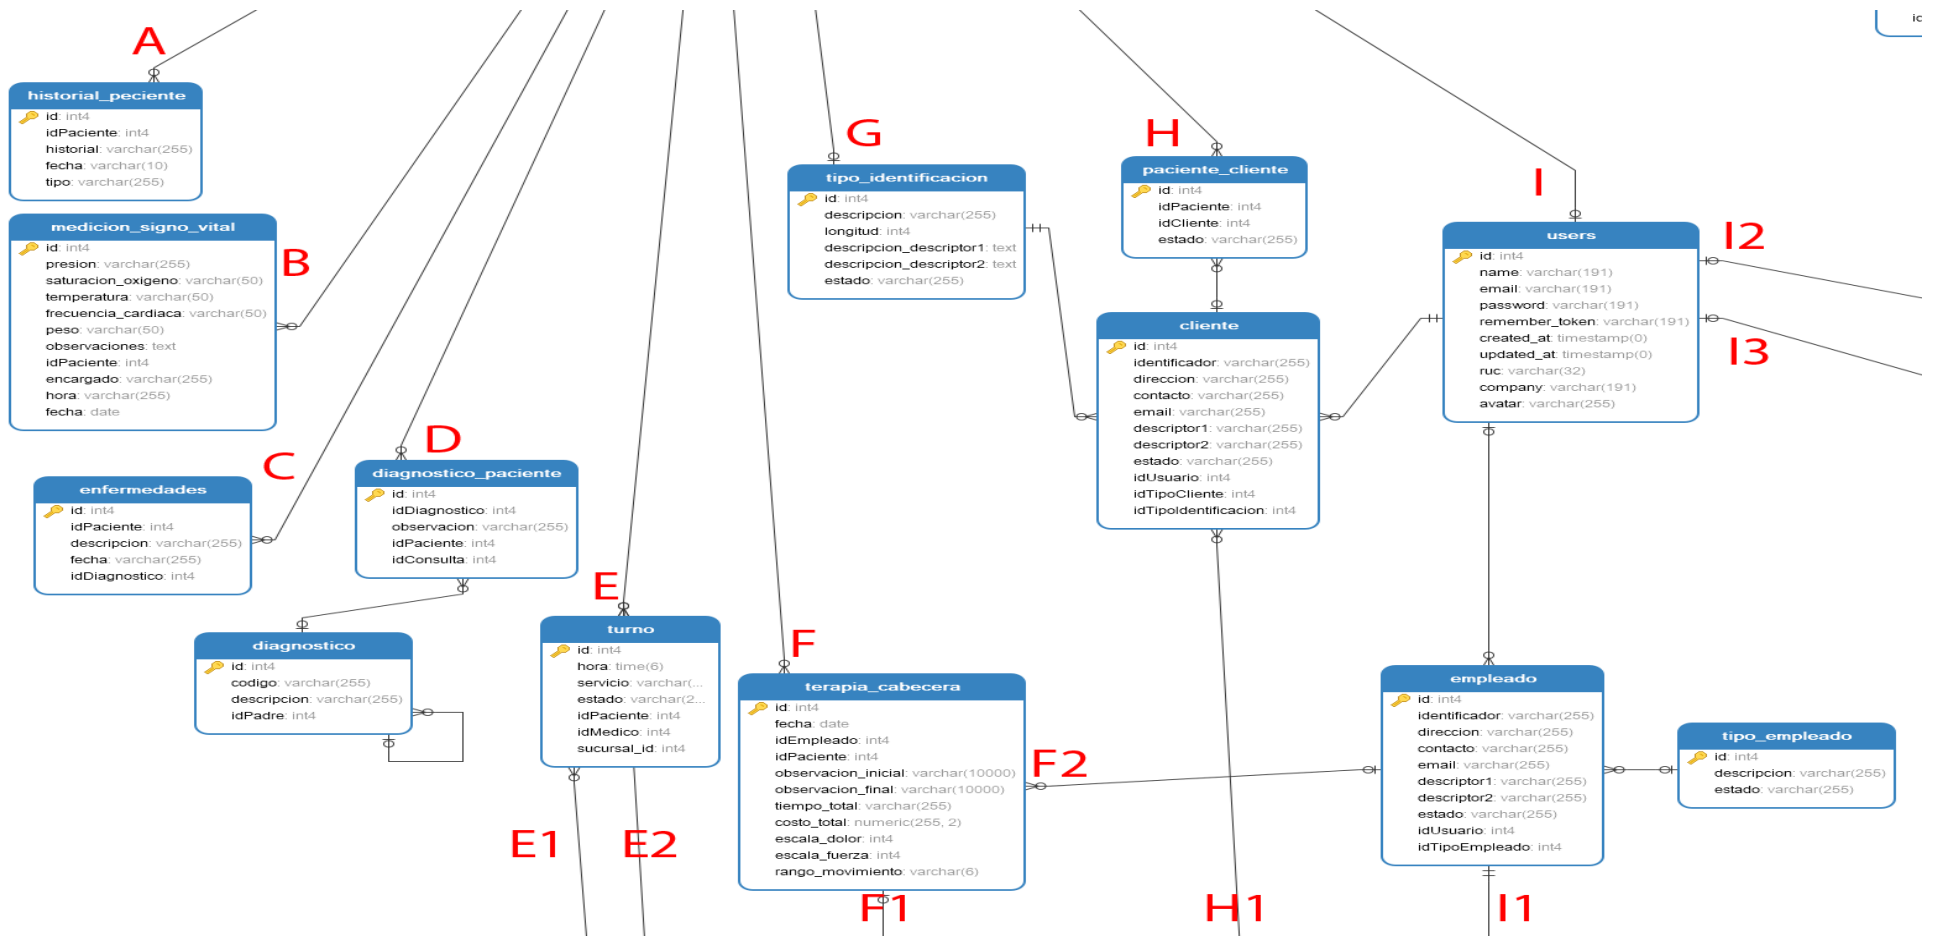 A
historial_peciente
id: int4
idPaciente: int4
historial: varchar(255)
fecha: varchar(10)
tipo: varchar(255)
medicion_signo_vital
id: int4
presion: varchar(255)
saturacion_oxigeno: varchar(50)
temperatura: varchar(50)
frecuencia_cardiaca: varchar(50)
peso: varchar(50)
observaciones: text
idPaciente: int4
encargado: varchar(255)
hora: varchar(255)
fecha: date
B
C
enfermedades
id: int4
idPaciente: int4
descripcion: varchar(255)
fecha: varchar(255)
idDiagnostico: int4
D
diagnostico_paciente
id: int4
idDiagnostico: int4
observacion: varchar(255)
idPaciente: int4
idConsulta: int4
diagnostico
id: int4
codigo: varchar(255)
descripcion: varchar(255)
idPadre: int4
E
turno
id: int4
hora: time(6)
servicio: varchar(...
estado: varchar(2...
idPaciente: int4
idMedico: int4
sucursal_id: int4
E1
E2
F
terapia_cabecera
id: int4
fecha: date
idEmpleado: int4
idPaciente: int4
observacion_inicial: varchar(10000)
observacion_final: varchar(10000)
tiempo_total: varchar(255)
costo_total: numeric(255, 2)
escala_dolor: int4
escala_fuerza: int4
rango_movimiento: varchar(6)
F1
F2
G
tipo_identificacion
id: int4
descripcion: varchar(255)
longitud: int4
descripcion_descriptor1: text
descripcion_descriptor2: text
estado: varchar(255)
H
paciente_cliente
id: int4
idPaciente: int4
idCliente: int4
estado: varchar(255)
cliente
id: int4
identificador: varchar(255)
direccion: varchar(255)
contacto: varchar(255)
email: varchar(255)
descriptor1: varchar(255)
descriptor2: varchar(255)
estado: varchar(255)
idUsuario: int4
idTipoCliente: int4
idTipoIdentificacion: int4
H1
I
users
id: int4
name: varchar(191)
email: varchar(191)
password: varchar(191)
remember_token: varchar(191)
created_at: timestamp(0)
updated_at: timestamp(0)
ruc: varchar(32)
company: varchar(191)
avatar: varchar(255)
I2
I3
empleado
id: int4
identificador: varchar(255)
direccion: varchar(255)
contacto: varchar(255)
email: varchar(255)
descriptor1: varchar(255)
descriptor2: varchar(255)
estado: varchar(255)
idUsuario: int4
idTipoEmpleado: int4
I1
tipo_empleado
id: int4
descripcion: varchar(255)
estado: varchar(255)